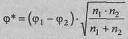 φ* = (φ₁ – φ₂) · √(n₁ · n₂ / n₁ + n₂)